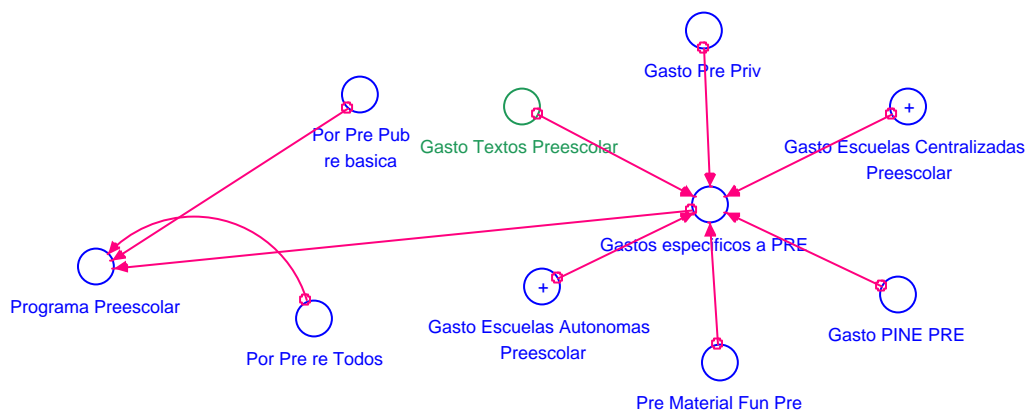 Gasto Pre Priv
Por Pre Pub
re basica
Gasto Textos Preescolar
+
Gasto Escuelas Centralizadas
Preescolar
Gastos especificos a PRE
Programa Preescolar
Por Pre re Todos
+
Gasto Escuelas Autonomas
Preescolar
Gasto PINE PRE
Pre Material Fun Pre